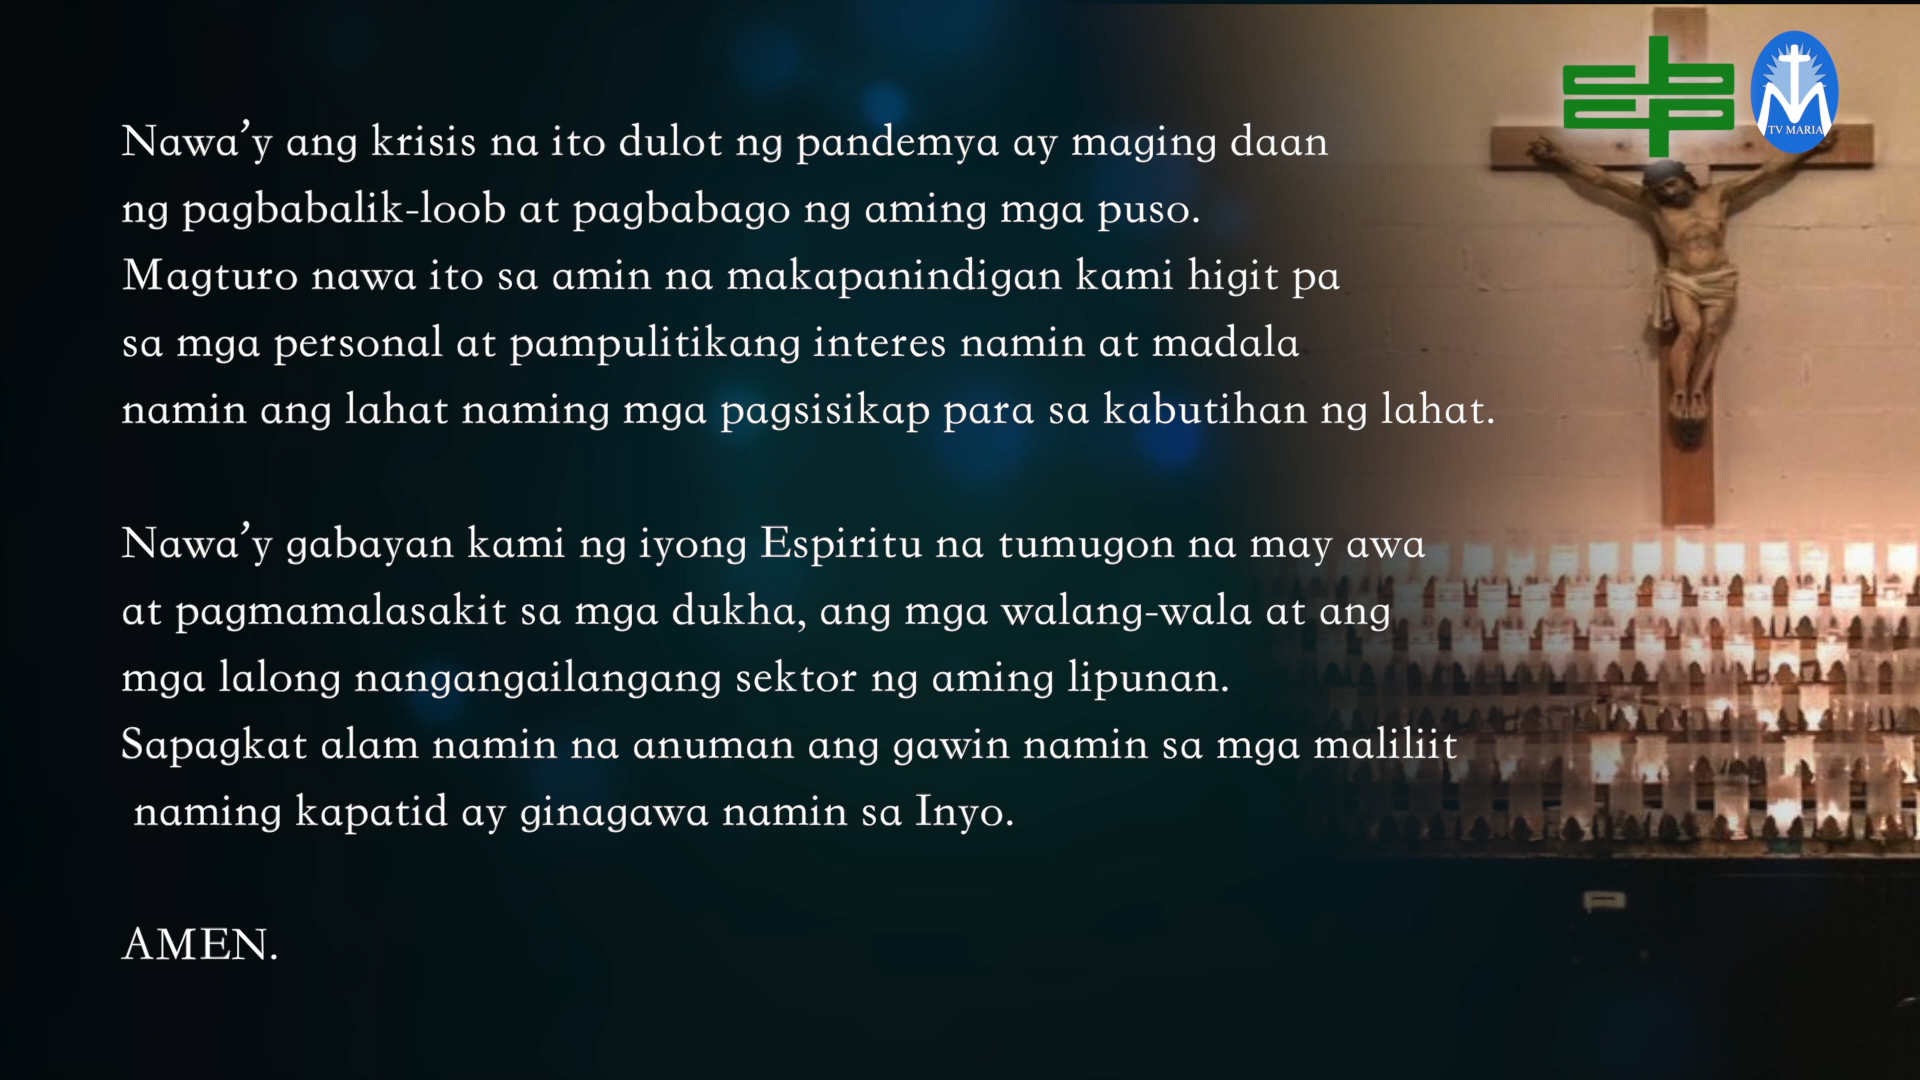 Nawa’y ang krisis na ito dulot ng pandemya ay maging daan
ng pagbabalik-loob at pagbabago ng aming mga puso.
Magturo nawa ito sa amin na makapanindigan kami higit pa
sa mga personal at pampulitikang interes namin at madala
namin ang lahat naming mga pagsisikap para sa kabutihan ng lahat.
Nawa’y gabayan kami ng iyong Espiritu na tumugon na may awa
at pagmamalasakit sa mga dukha, ang mga walang-wala at ang
mga lalong nangangailangang sektor ng aming lipunan.
Sapagkat alam namin na anuman ang gawin namin sa mga maliliit
naming kapatid ay ginagawa namin sa Inyo.
AMEN.
cbcp
TV MARIA